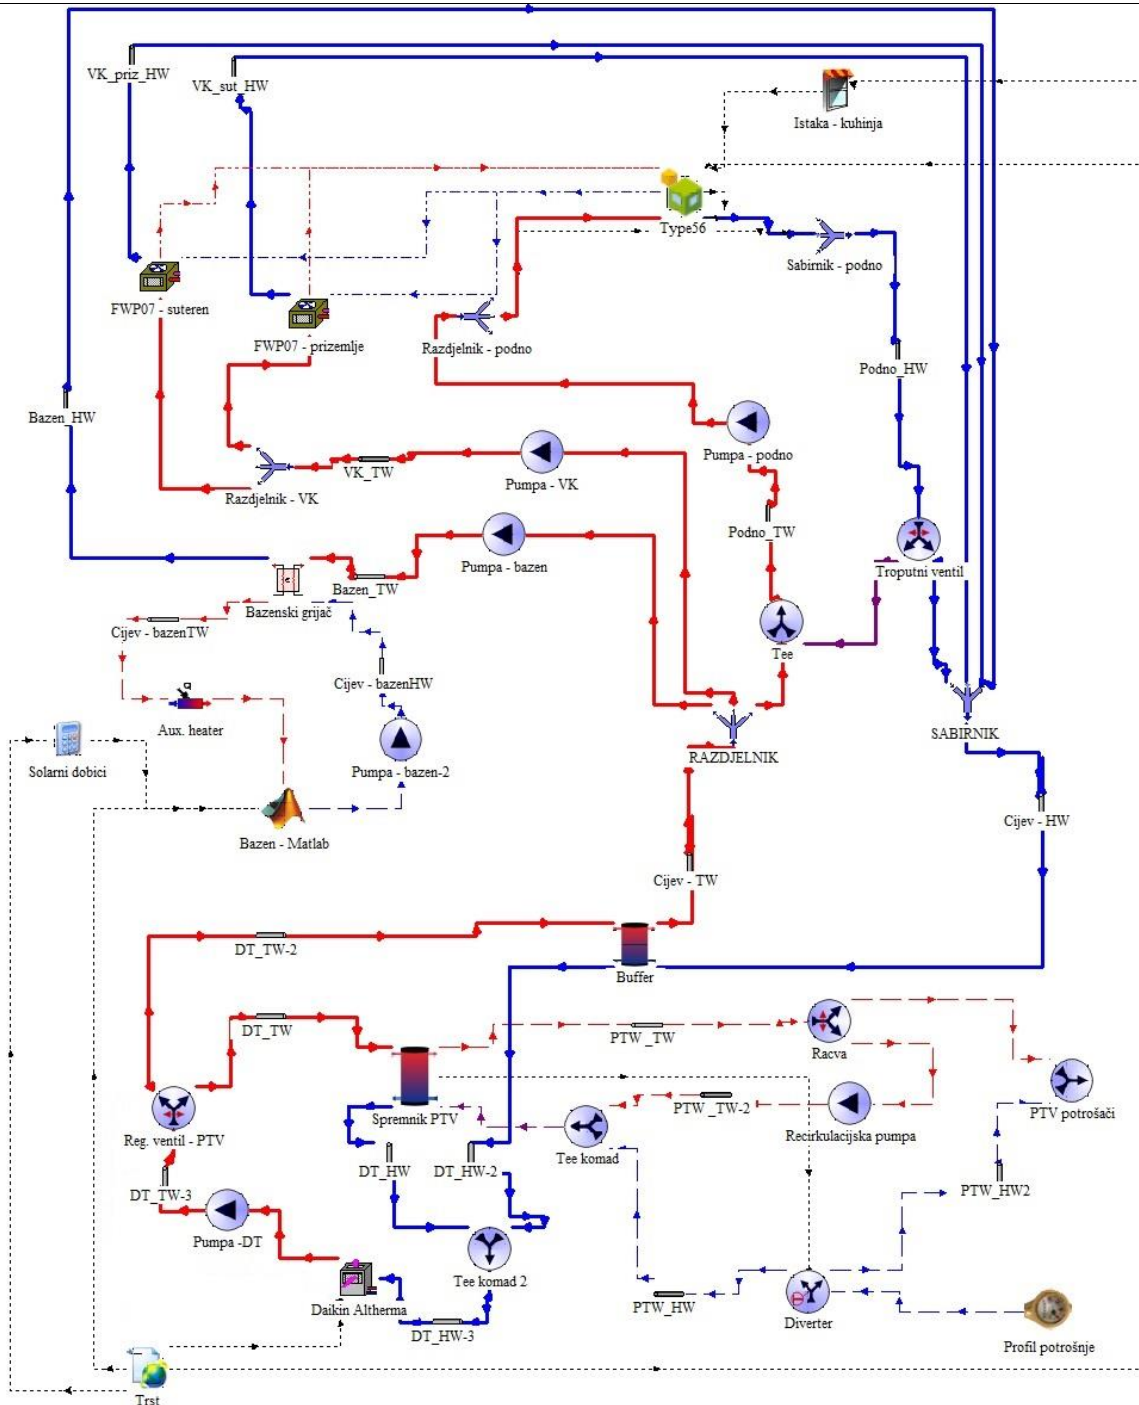 VK_priz_HW
VK_sut_HW
Istaka - kuhinja
Type56
Sabirnik - podno
FWP07 - suteren
FWP07 - prizemlje
Razdjelnik - podno
Podno_HW
Bazen_HW
Pumpa - podno
VK_TW
Pumpa - VK
Razdjelnik - VK
Podno_TW
Pumpa - bazen
Troputni ventil
Bazen_TW
Bazenski grijač
Cijev - bazenTW
Tee
Cijev - bazenHW
Aux. heater
SABIRNIK
RAZDJELNIK
Solarni dobici
Pumpa - bazen-2
Cijev - HW
Bazen - Matlab
Cijev - TW
DT_TW-2
Buffer
DT_TW
PTW_TW
Racva
PTW_TW-2
PTV potrošači
Spremnik PTV
Reg. ventil - PTV
Recirkulacijska pumpa
Tee komad
DT_HW
DT_HW-2
DT_TW-3
PTW_HW2
Pumpa -DT
Tee komad 2
PTW_HW
Daikin Altherma
Diverter
DT_HW-3
Profil potrošnje
Trst